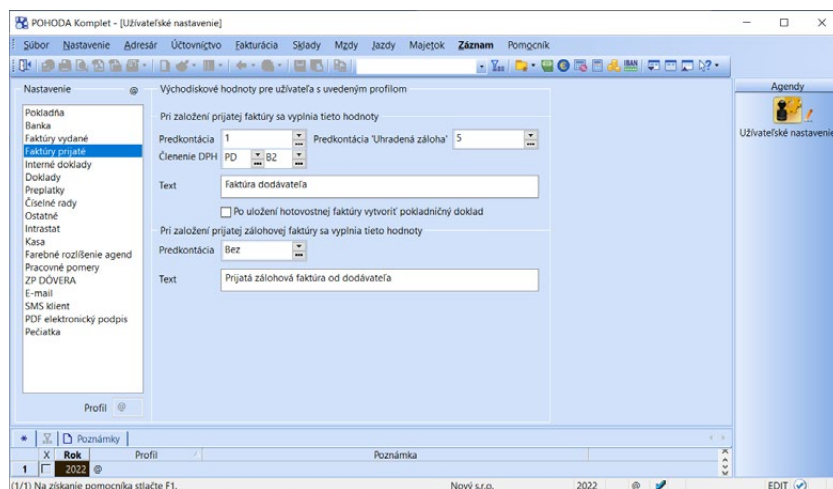 POHODA Komplet - [Užívateľské nastavenie]
Súbor Nastavenie Adresár Účtovníctvo Fakturácia Sklady Mzdy Jazdy Majetok Záznam Pomocník
IBAN
Nastavenie @
Pokladňa
Banka
Faktúry vydané
Faktúry prijaté
Interné doklady
Doklady
Preplatky
Číselné rady
Ostatné
Intrastat
Kasa
Farebné rozlíšenie agend
Pracovné pomery
ZP DÔVERA
E-mail
SMS klient
PDF elektronický podpis
Pečiatka
Profil @
Východiskové hodnoty pre užívateľa s uvedeným profilom
Pri založení prijatej faktúry sa vyplnia tieto hodnoty
Predkontácia 1 Predkontácia 'Uhradená záloha' 5
Členenie DPH PD B2
Text Faktúra dodávateľa
Po uložení hotovostnej faktúry vytvoriť pokladničný doklad
Pri založení prijatej zálohovej faktúry sa vyplnia tieto hodnoty
Predkontácia Bez
Text Prijatá zálohová faktúra od dodávateľa
Agendy
Užívateľské nastavenie
* Poznámky
X Rok Profil Poznámka
1 2022 @
(1/1) Na získanie pomocníka stlačte F1. Nový s.r.o. 2022 @ EDIT